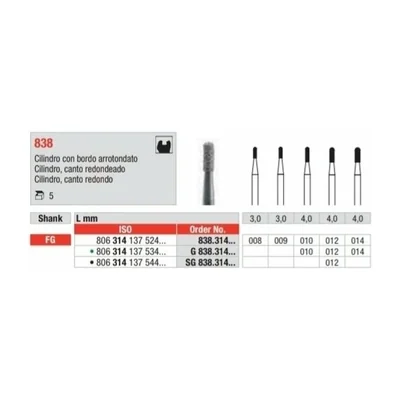 838
Cilindro con bordo arrotondato
Cilindro, canto redondeado
Cilindro, canto redondo
5
Shank L mm 3,0 3,0 4,0 4,0 4,0
ISO Order No.
FG 806 314 137 524... 838.314... 008 009 010 012 014
806 314 137 534... G 838.314... 010 012 014
806 314 137 544... SG 838.314... 012